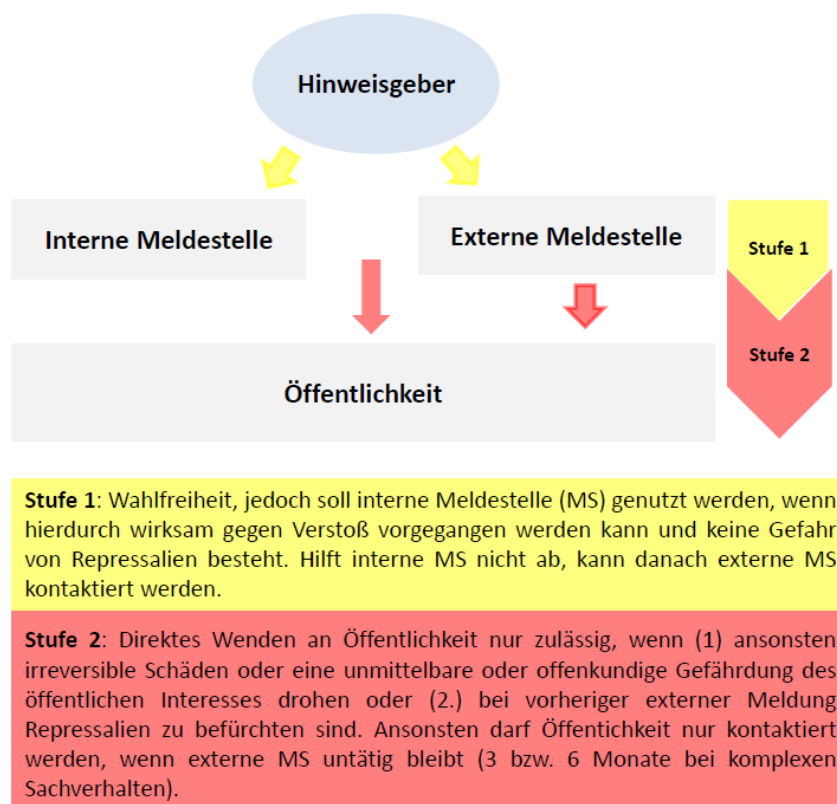 Hinweisgeber
Interne Meldestelle
Externe Meldestelle
Stufe 1
Stufe 2
Öffentlichkeit
Stufe 1: Wahlfreiheit, jedoch soll interne Meldestelle (MS) genutzt werden, wenn
hierdurch wirksam gegen Verstoß vorgegangen werden kann und keine Gefahr
von Repressalien besteht. Hilft interne MS nicht ab, kann danach externe MS
kontaktiert werden.
Stufe 2: Direktes Wenden an Öffentlichkeit nur zulässig, wenn (1) ansonsten
irreversible Schäden oder eine unmittelbare oder offenkundige Gefährdung des
öffentlichen Interesses drohen oder (2.) bei vorheriger externer Meldung
Repressalien zu befürchten sind. Ansonsten darf Öffentichkeit nur kontaktiert
werden, wenn externe MS untätig bleibt (3 bzw. 6 Monate bei komplexen
Sachverhalten).